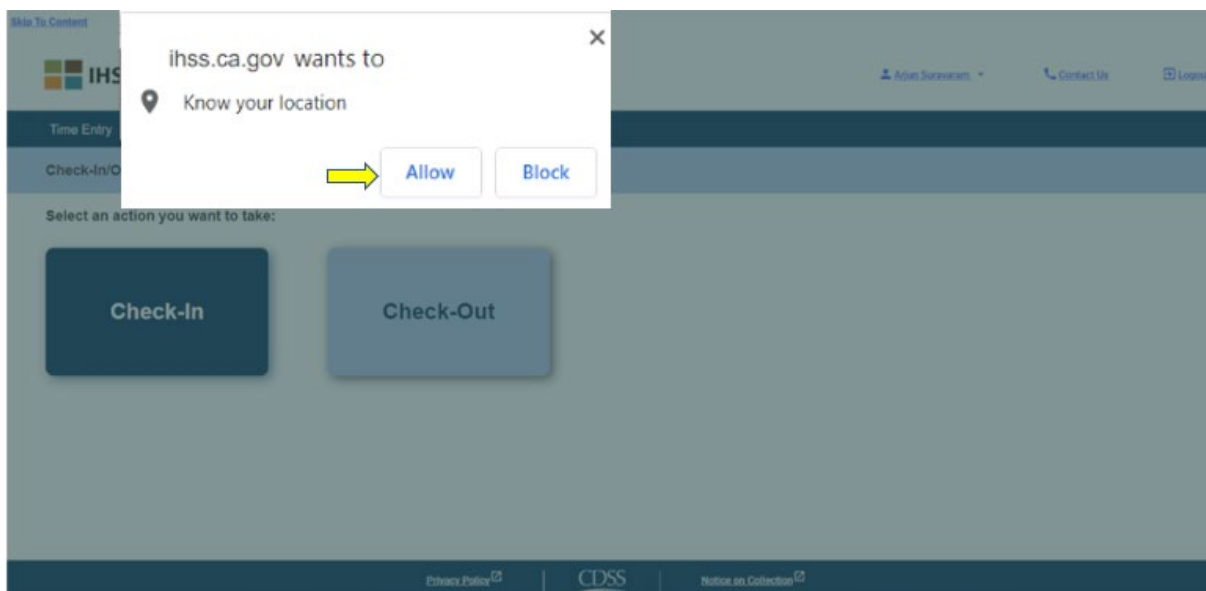 Skip To Content
ihss.ca.gov wants to
Know your location
Allow
Block
IHS
Arjun Suravaram
Contact Us
Logou
Time Entry
Check-In/O
Select an action you want to take:
Check-In
Check-Out
Privacy Policy
CDSS
Notice on Collection